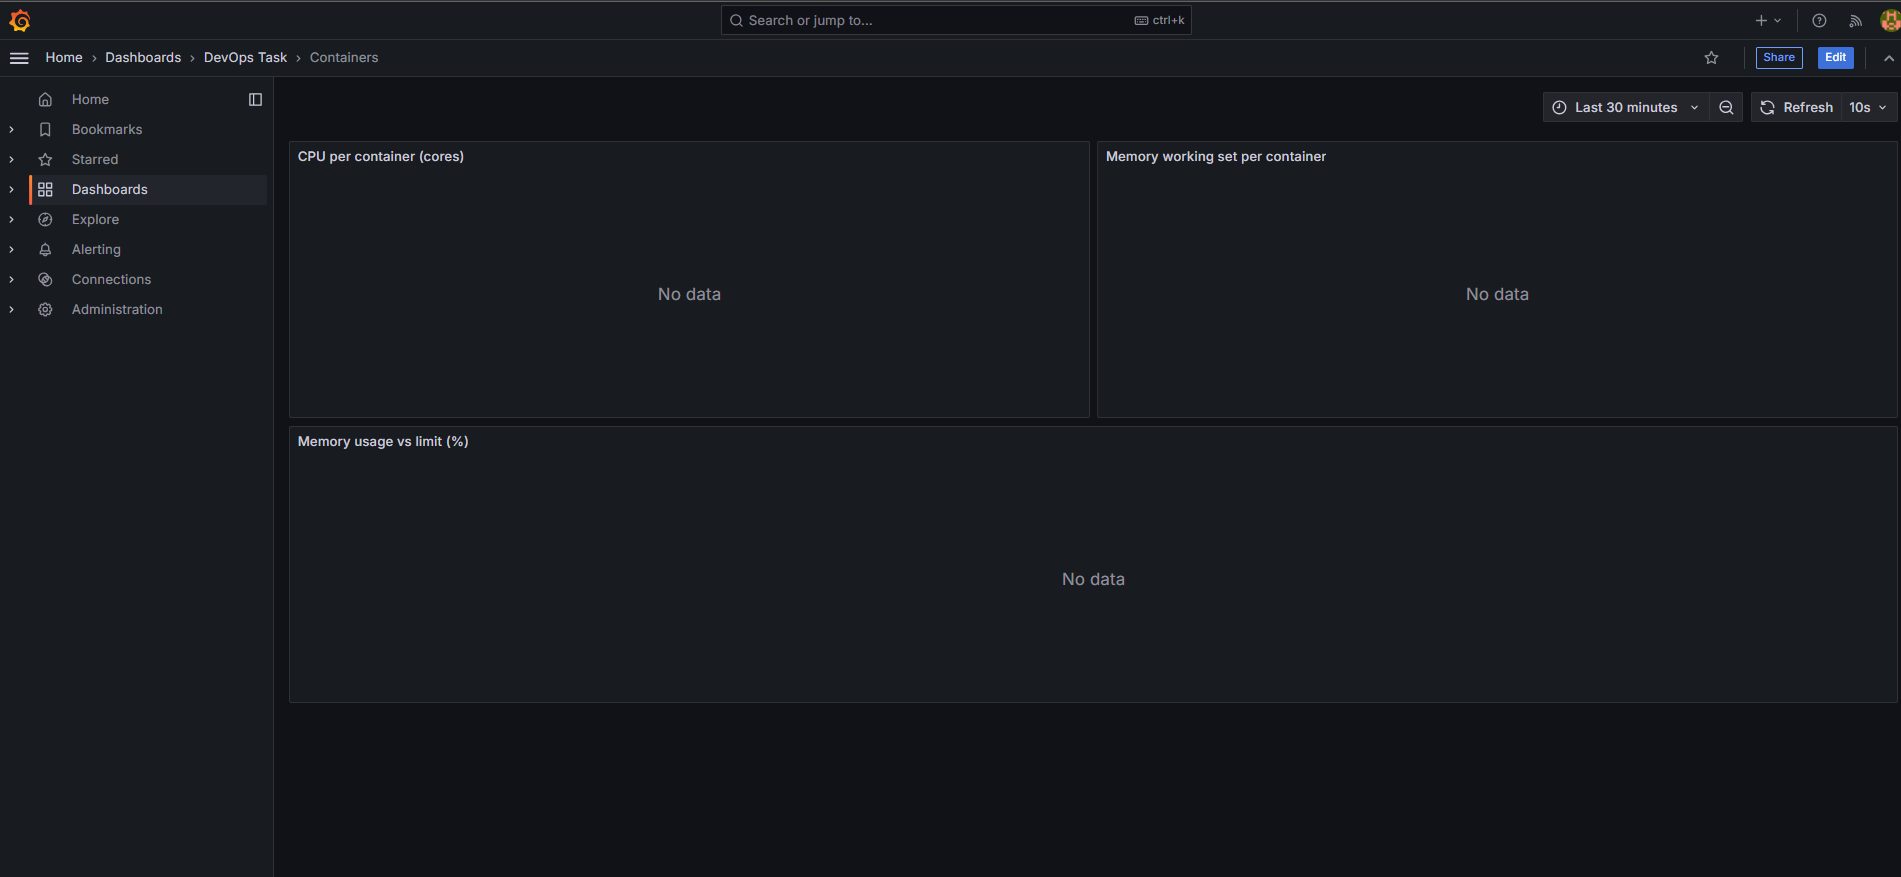 Search or jump to... ctrl+k
Home › Dashboards › DevOps Task › Containers
Share Edit
Home
Bookmarks
Starred
Dashboards
Explore
Alerting
Connections
Administration
Last 30 minutes Refresh 10s
CPU per container (cores)
No data
Memory working set per container
No data
Memory usage vs limit (%)
No data